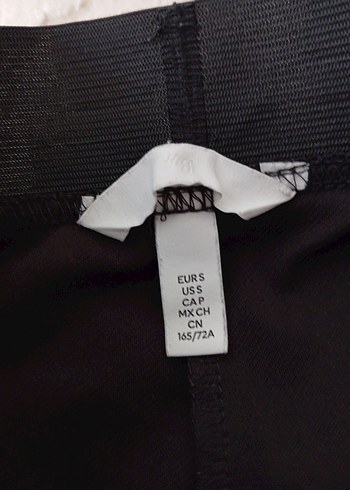 EUR S
US S
CA P
MX CH
CN
165/72A